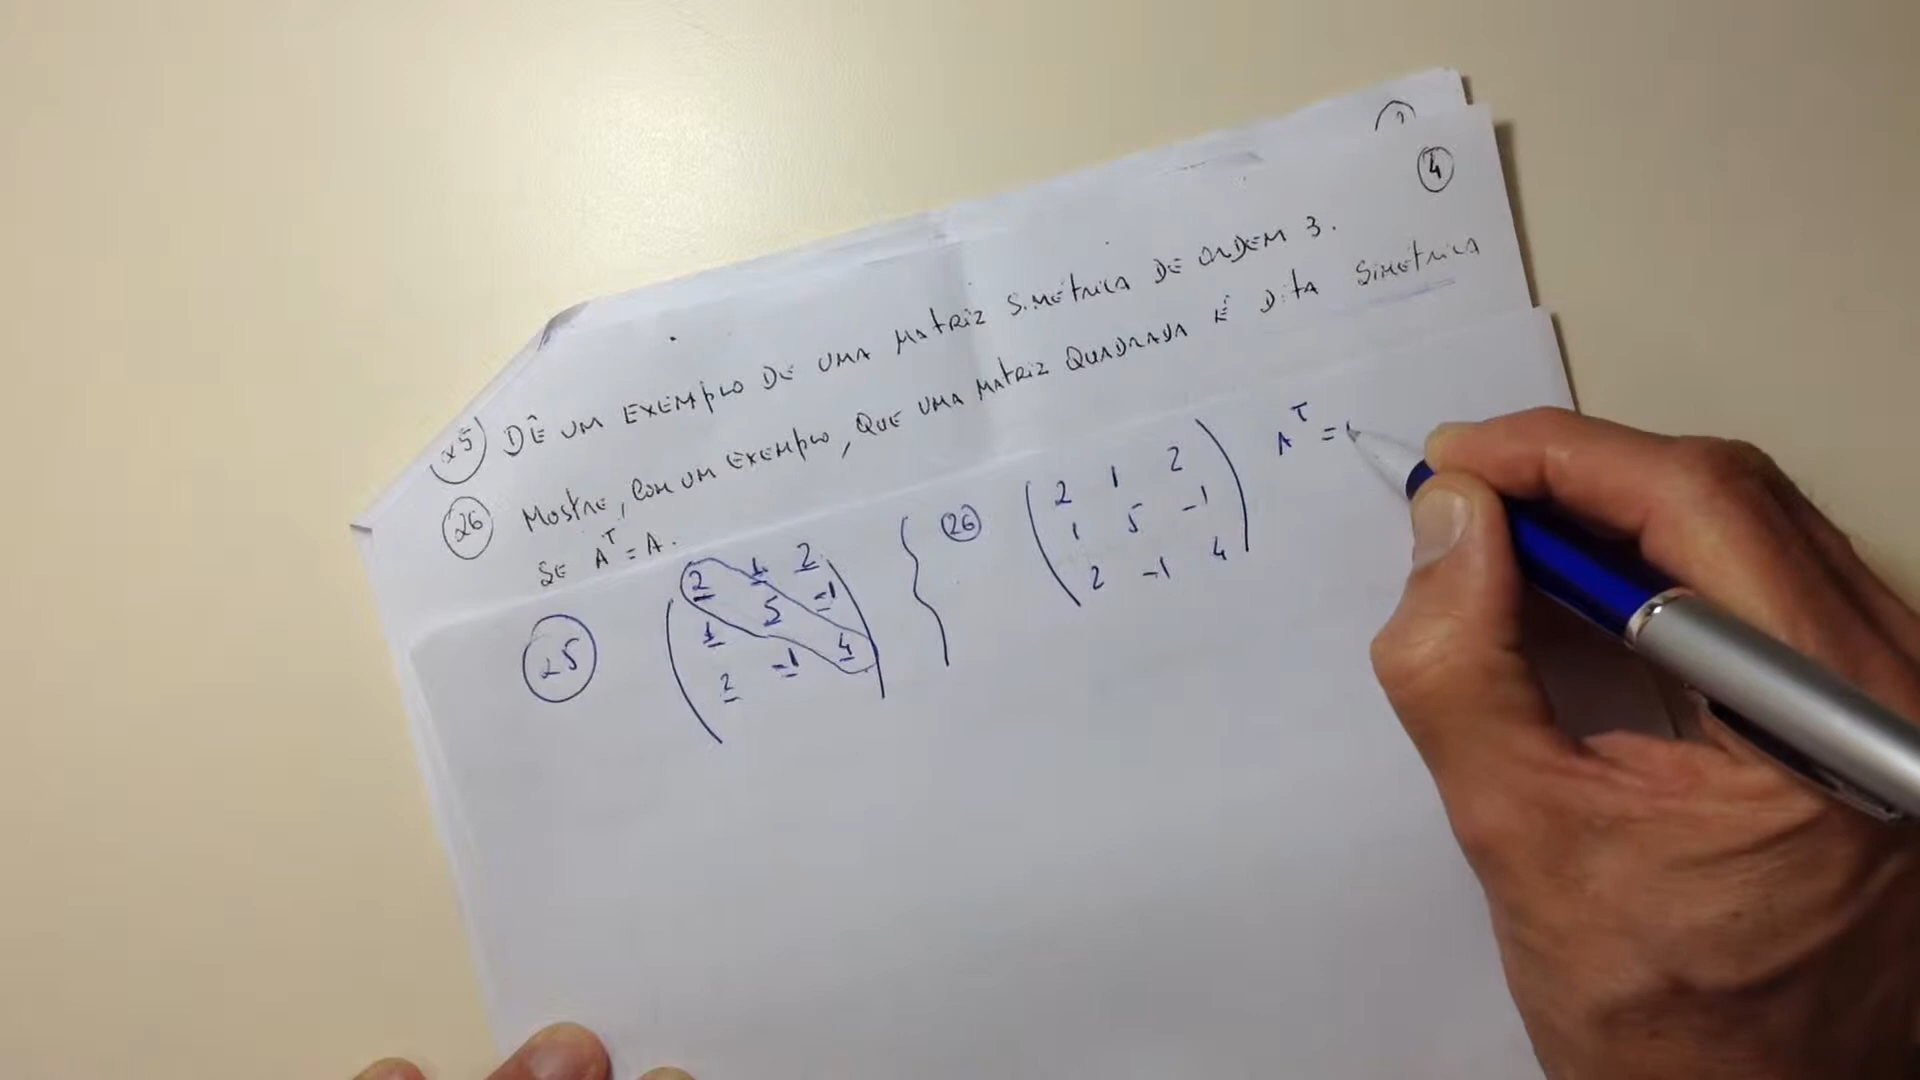 4
25 DÊ UM EXEMPLO DE UMA MATRIZ SIMÉTRICA DE ORDEM 3.
26 MOSTRE, COM UM EXEMPLO, QUE UMA MATRIZ QUADRADA É DITA SIMÉTRICA
SE Aᵀ = A.
25
2 1 2
1 5 -1
2 -1 4
26
2 1 2
1 5 -1
2 -1 4
Aᵀ =